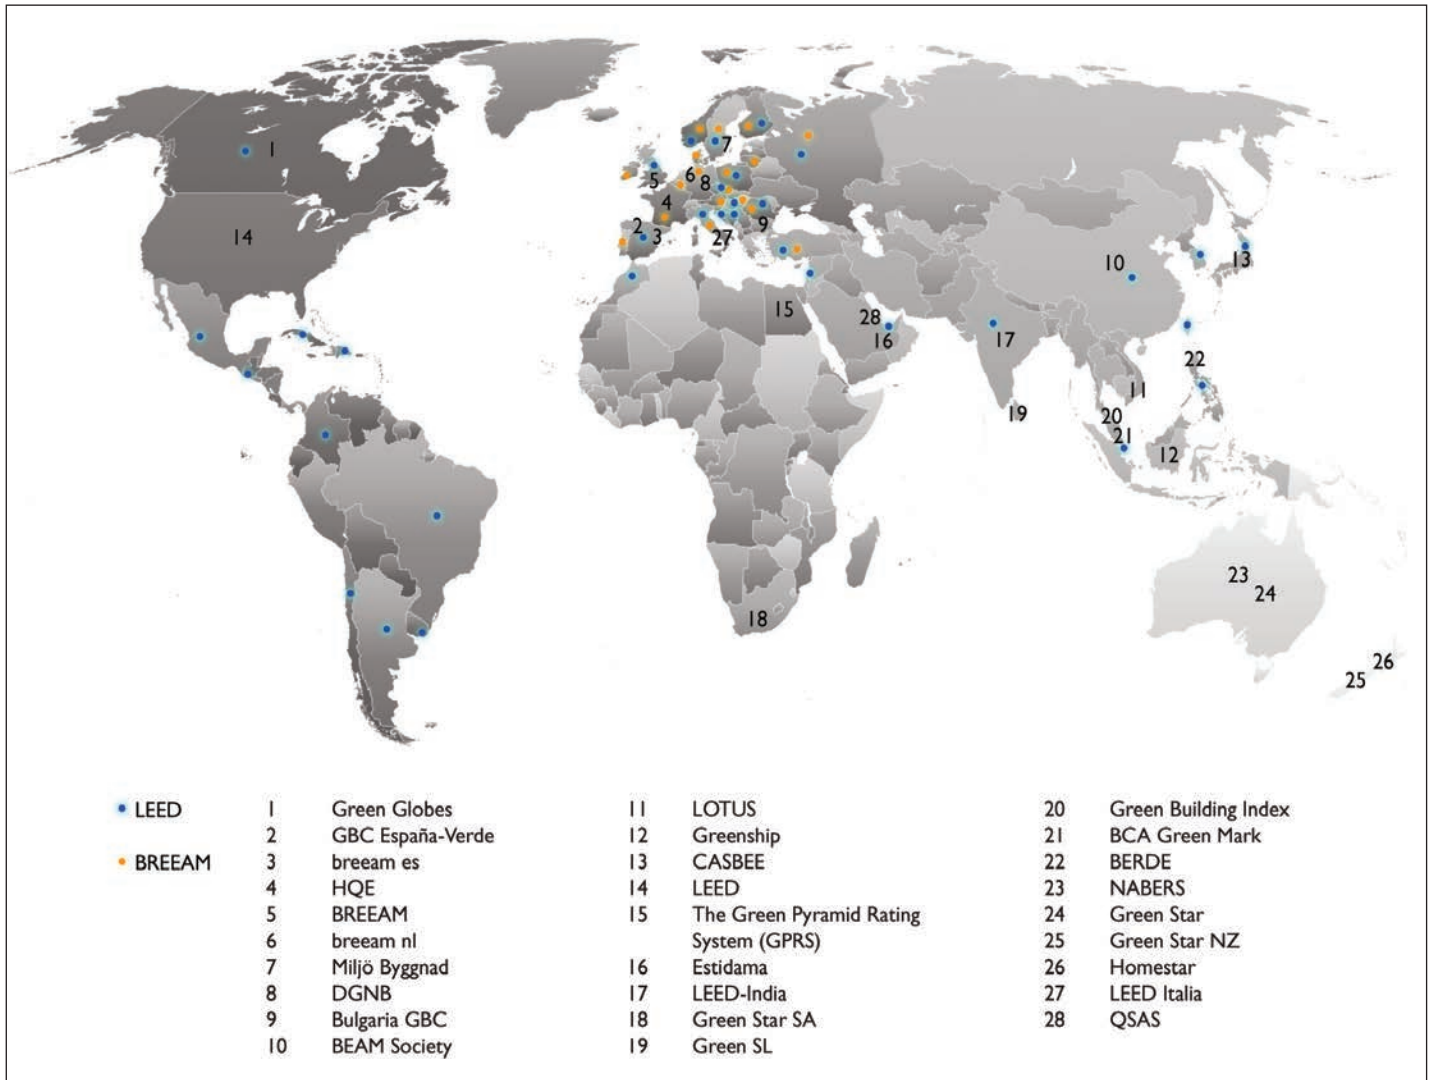 1
14
2
3
4
5
6
7
8
9
27
15
28
16
17
10
13
22
11
19
20
21
12
18
23
24
25
26
LEED
BREEAM
1 Green Globes
2 GBC España-Verde
3 breeam es
4 HQE
5 BREEAM
6 breeam nl
7 Miljö Byggnad
8 DGNB
9 Bulgaria GBC
10 BEAM Society
11 LOTUS
12 Greenship
13 CASBEE
14 LEED
15 The Green Pyramid Rating
System (GPRS)
16 Estidama
17 LEED-India
18 Green Star SA
19 Green SL
20 Green Building Index
21 BCA Green Mark
22 BERDE
23 NABERS
24 Green Star
25 Green Star NZ
26 Homestar
27 LEED Italia
28 QSAS